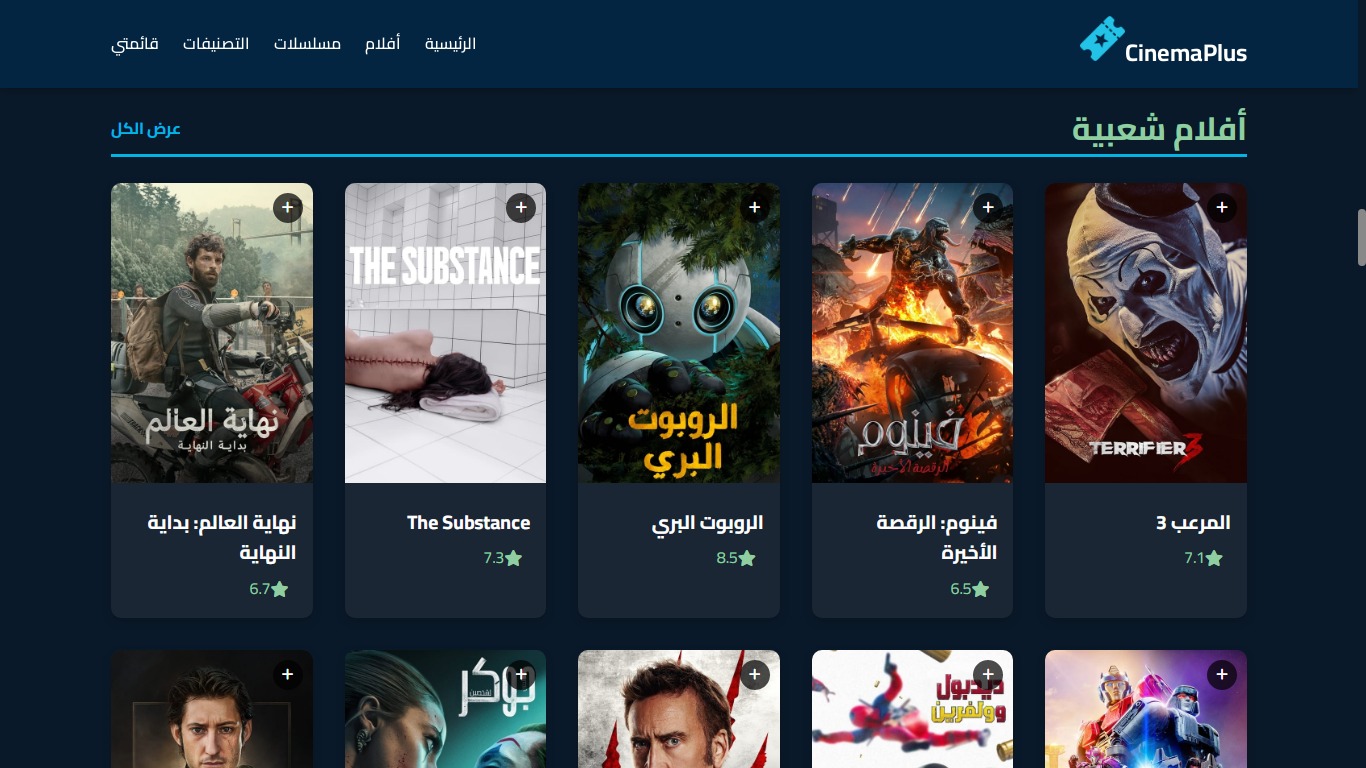 CinemaPlus
الرئيسية
أفلام
مسلسلات
التصنيفات
قائمتي
أفلام شعبية
عرض الكل
+
TERRIFIER 3
المرعب 3
7.1
+
فينوم
الرقصة الأخيرة
فينوم: الرقصة
الأخيرة
6.5
+
الروبوت
البري
الروبوت البري
8.5
+
THE SUBSTANCE
The Substance
7.3
+
نهاية العالم
بداية النهاية
نهاية العالم: بداية
النهاية
6.7
+
+
ديدبول
وولفرين
+
+
جوكر
+